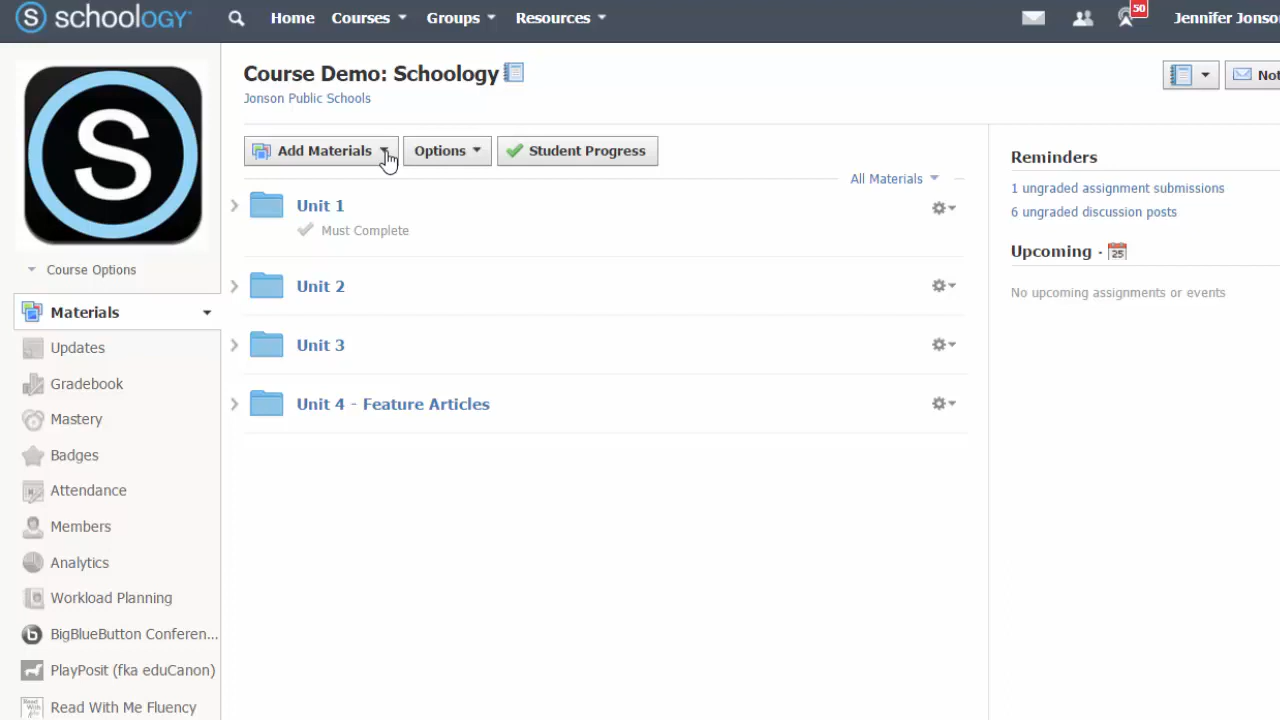 S schoology
Home
Courses
Groups
Resources
50
Jennifer Jonso
S
Course Options
Materials
Updates
Gradebook
Mastery
Badges
Attendance
Members
Analytics
Workload Planning
BigBlueButton Conferen...
PlayPosit (fka eduCanon)
Read With Me Fluency
Course Demo: Schoology
Jonson Public Schools
Not
Add Materials
Options
Student Progress
All Materials
Unit 1
Must Complete
Unit 2
Unit 3
Unit 4 - Feature Articles
Reminders
1 ungraded assignment submissions
6 ungraded discussion posts
Upcoming · 25
No upcoming assignments or events